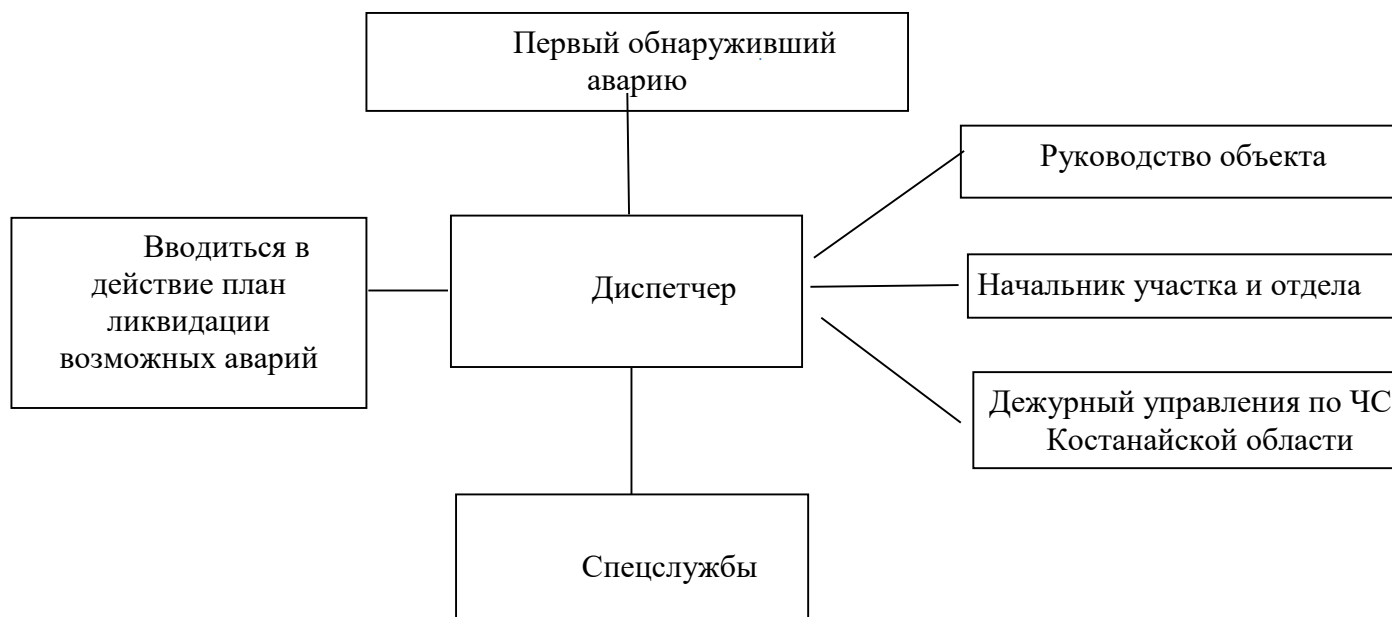 Первый обнаруживший
аварию
Руководство объекта
Вводиться в
действие план
ликвидации
возможных аварий
Диспетчер
Начальник участка и отдела
Дежурный управления по ЧС
Костанайской области
Спецслужбы